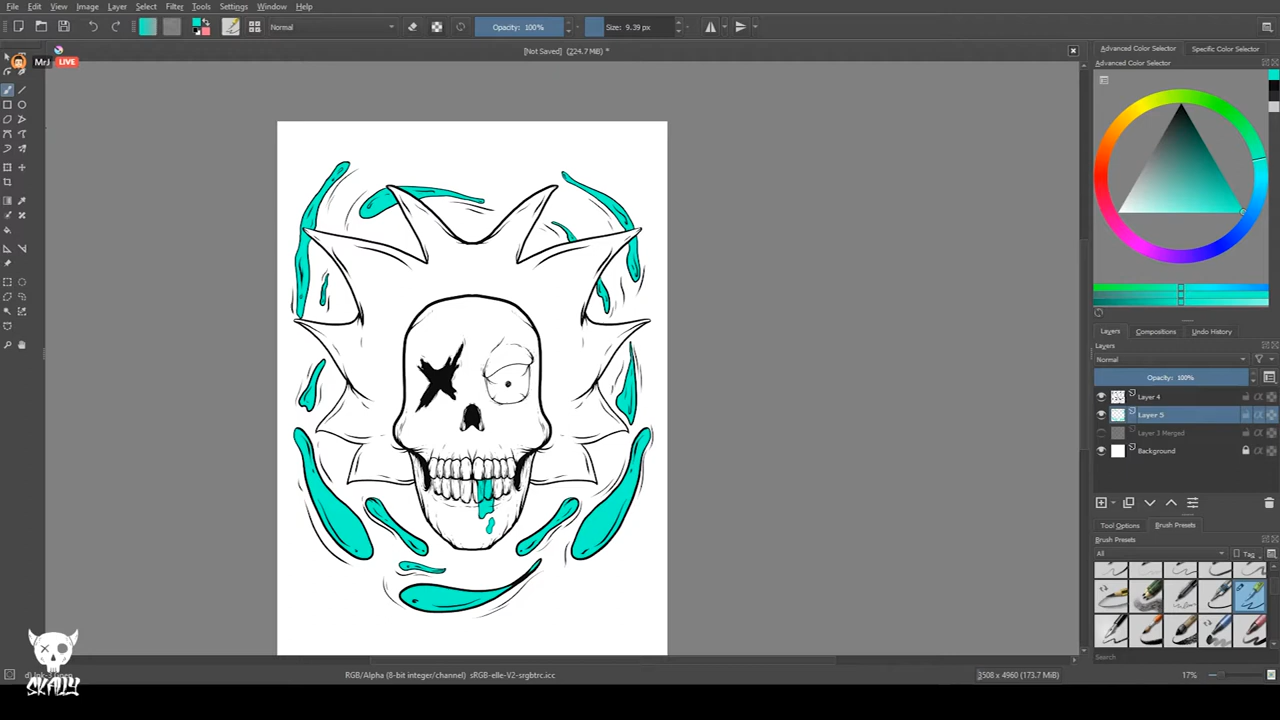 File Edit View Image Layer Select Filter Tools Settings Window Help
Normal Opacity: 100% Size: 9.39 px
[Not Saved] (224.7 MiB) *
MrJ LIVE
Advanced Color Selector Specific Color Selector
Advanced Color Selector
Layers Compositions Undo History
Layers
Normal
Opacity: 100%
Layer 4
Layer 5
Layer 3 Merged
Background
Tool Options Brush Presets
Brush Presets
All Tag
Search
RGB/Alpha (8-bit integer/channel) sRGB-elle-V2-srgbtrc.icc
3508 x 4960 (173.7 MiB)
17%
SKALLY